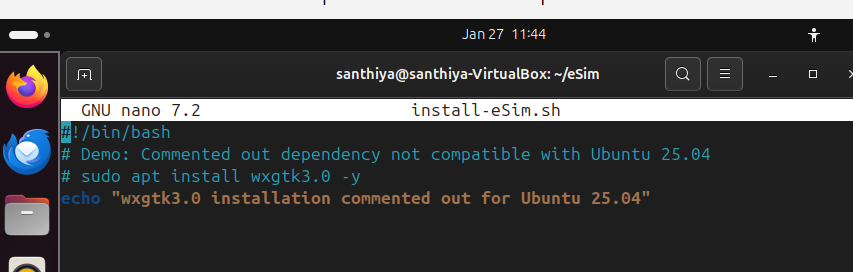 Jan 27 11:44
santhiya@santhiya-VirtualBox: ~/eSim
GNU nano 7.2 install-eSim.sh
#!/bin/bash
# Demo: Commented out dependency not compatible with Ubuntu 25.04
# sudo apt install wxgtk3.0 -y
echo "wxgtk3.0 installation commented out for Ubuntu 25.04"